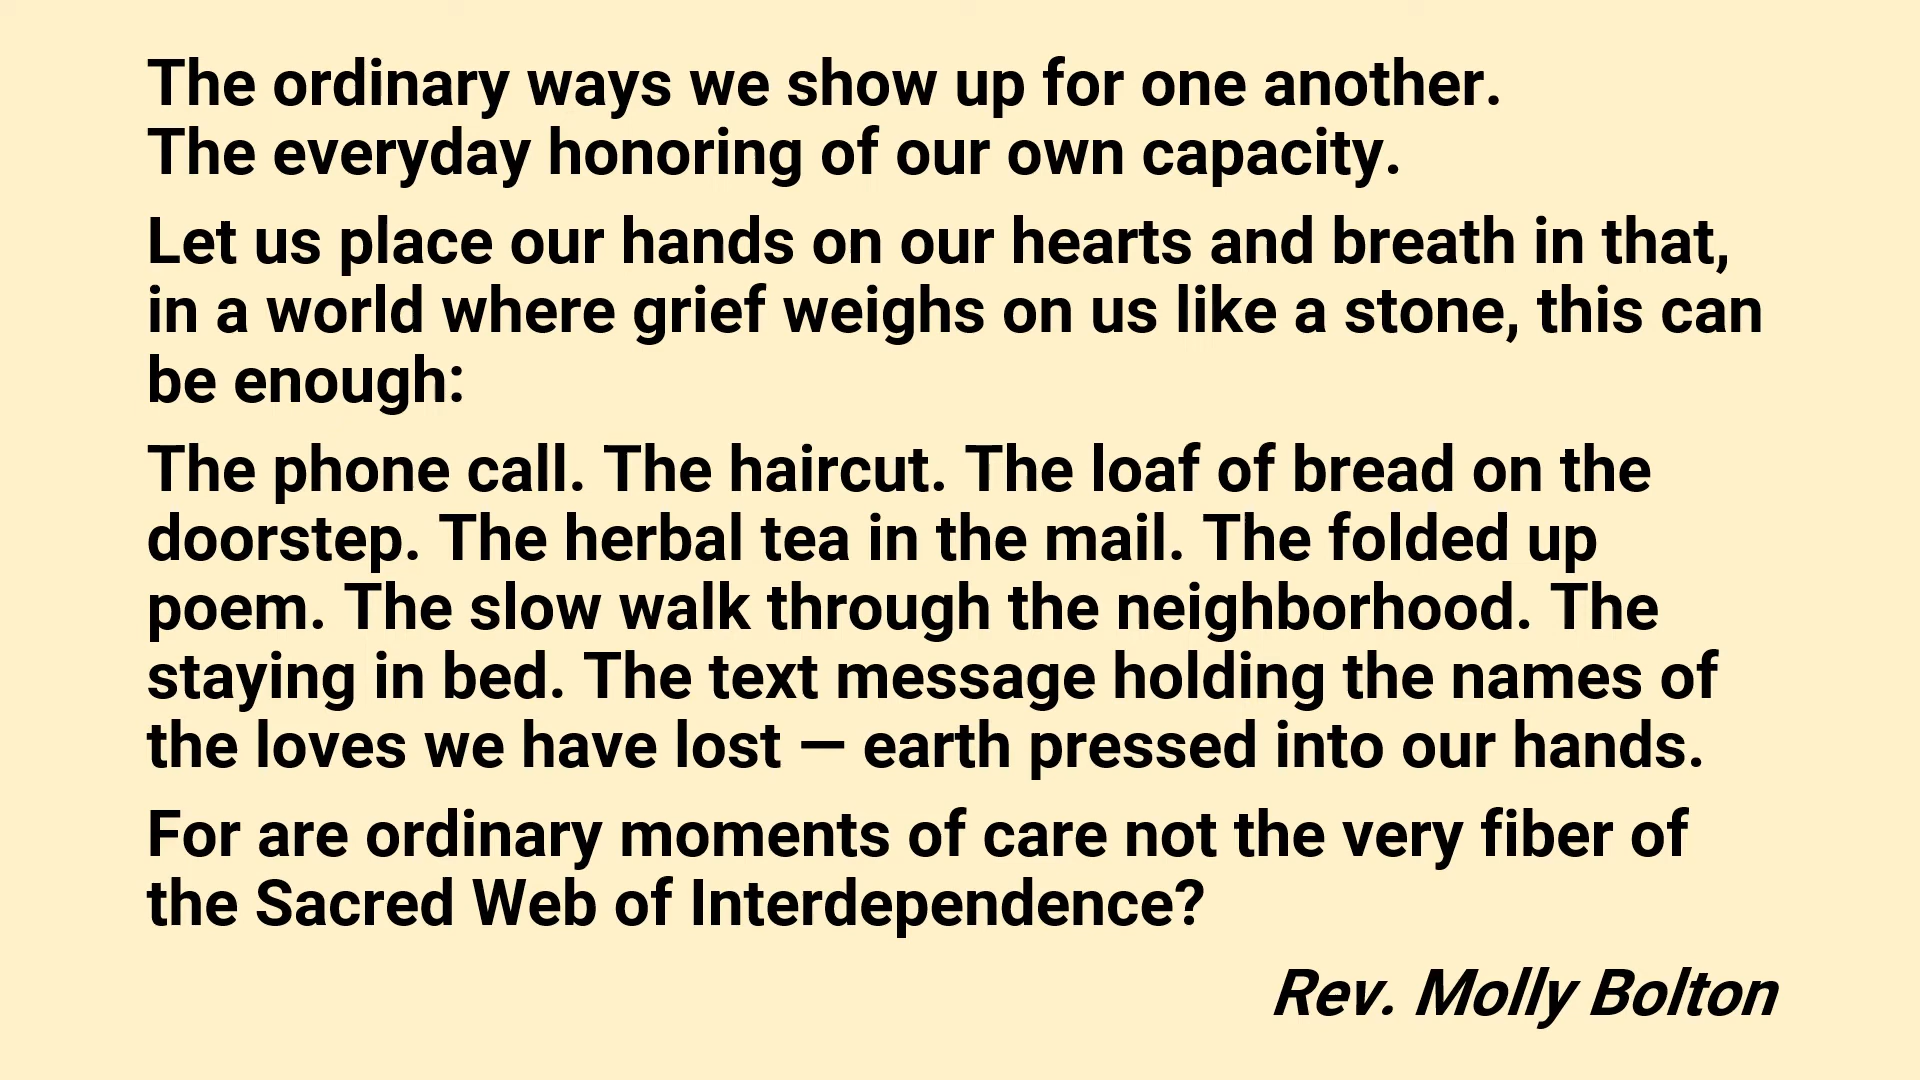 The ordinary ways we show up for one another.
The everyday honoring of our own capacity.
Let us place our hands on our hearts and breath in that,
in a world where grief weighs on us like a stone, this can
be enough:
The phone call. The haircut. The loaf of bread on the
doorstep. The herbal tea in the mail. The folded up
poem. The slow walk through the neighborhood. The
staying in bed. The text message holding the names of
the loves we have lost — earth pressed into our hands.
For are ordinary moments of care not the very fiber of
the Sacred Web of Interdependence?
Rev. Molly Bolton